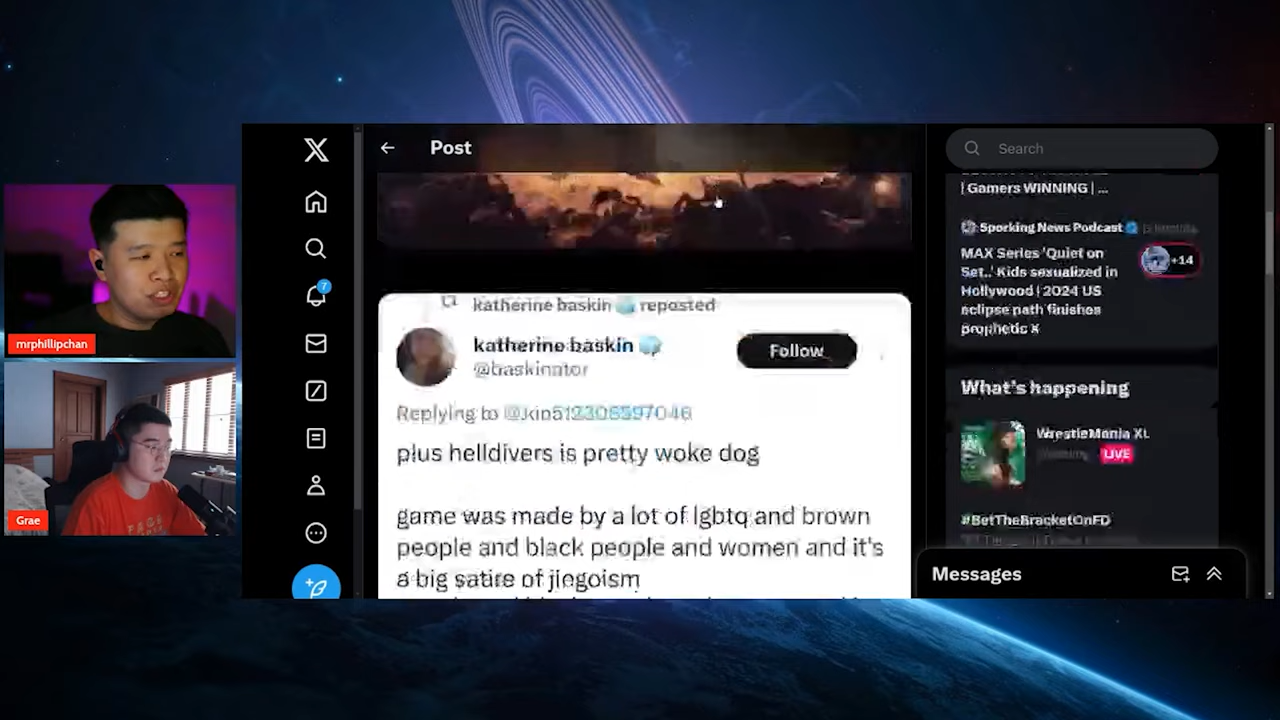 Post
Search
| Gamers WINNING | ...
Sporking News Podcast
MAX Series 'Quiet on
Set..' Kids sexualized in
Hollywood | 2024 US
eclipse path finishes
prophetic X
+14
7
katherine baskin reposted
katherine baskin
@baskinator
Follow
Replying to
plus helldivers is pretty woke dog
game was made by a lot of lgbtq and brown
people and black people and women and it's
a big satire of jiegoism
What's happening
WrestleMania XL
LIVE
#BetTheBracketOnFD
Messages
mrphillipchan
Grae